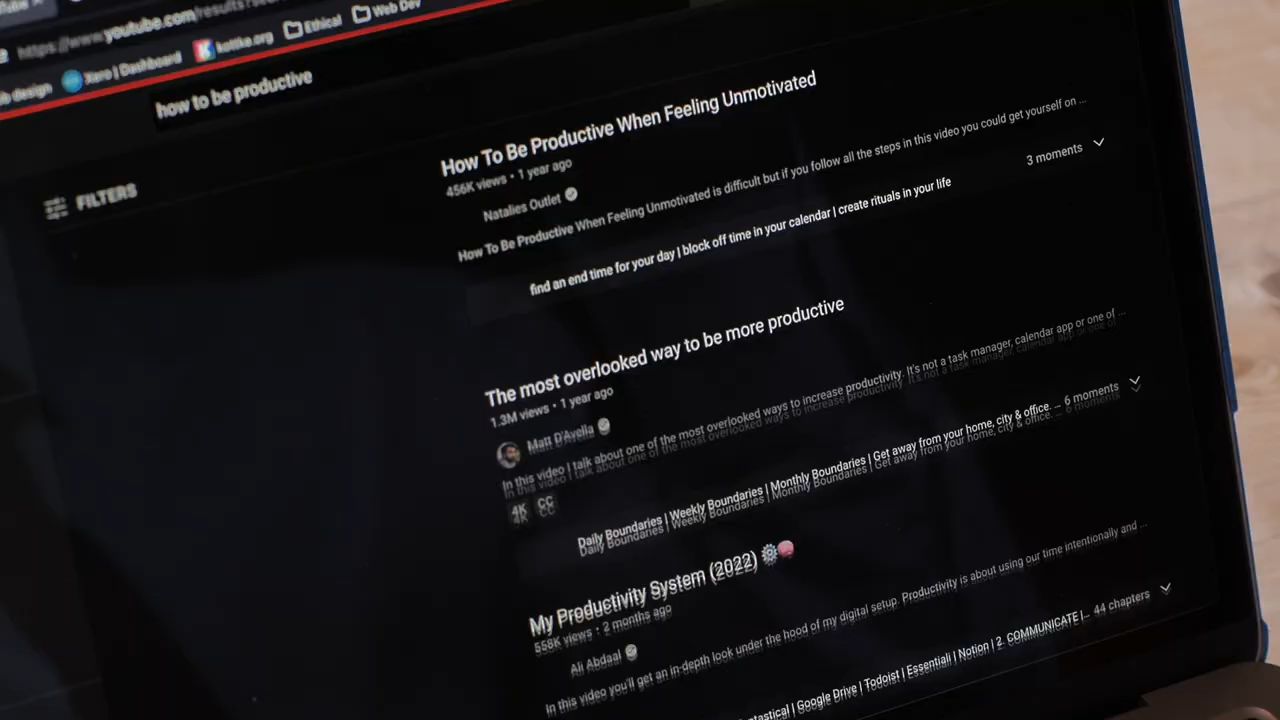 https://www.youtube.com/results?
design
Xero | Dashboard
kottke.org
Ethical
Web Dev
how to be productive
FILTERS
How To Be Productive When Feeling Unmotivated
456K views • 1 year ago
Natalies Outlet
How To Be Productive When Feeling Unmotivated is difficult but if you follow all the steps in this video you could get yourself on ...
3 moments
find an end time for your day | block off time in your calendar | create rituals in your life
The most overlooked way to be more productive
1.3M views • 1 year ago
Matt D'Avella
In this video I talk about one of the most overlooked ways to increase productivity. It's not a task manager, calendar app or one of ...
4K CC
Daily Boundaries | Weekly Boundaries | Monthly Boundaries | Get away from your home, city & office. ... 6 moments
My Productivity System (2022)
558K views • 2 months ago
Ali Abdaal
In this video you'll get an in-depth look under the hood of my digital setup. Productivity is about using our time intentionally and ...
| Google Drive | Todoist | Essentiali | Notion | 2. COMMUNICATE |... 44 chapters